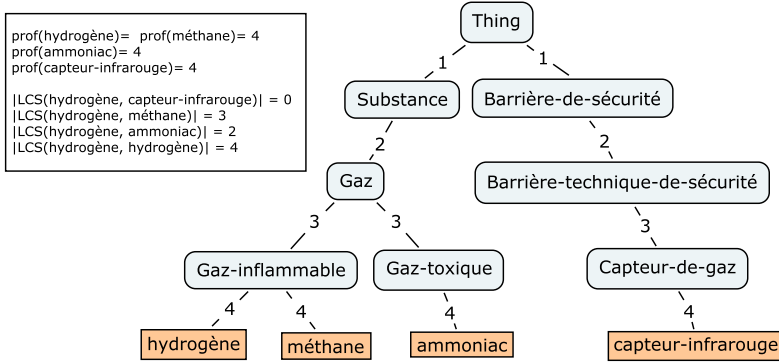 prof(hydrogène)= prof(méthane)= 4
prof(ammoniac)= 4
prof(capteur-infrarouge)= 4
|LCS(hydrogène, capteur-infrarouge)| = 0
|LCS(hydrogène, méthane)| = 3
|LCS(hydrogène, ammoniac)| = 2
|LCS(hydrogène, hydrogène)| = 4
Thing
1 1
Substance Barrière-de-sécurité
2 2
Gaz Barrière-technique-de-sécurité
3 3 3
Gaz-inflammable Gaz-toxique Capteur-de-gaz
4 4 4 4
hydrogène méthane ammoniac capteur-infrarouge